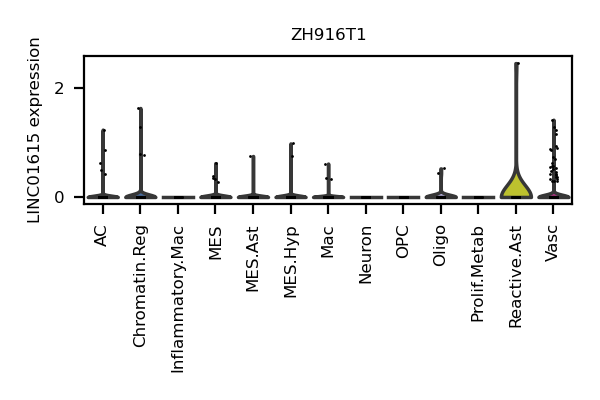 ZH916T1
LINC01615 expression
2
0
AC
Chromatin.Reg
Inflammatory.Mac
MES
MES.Ast
MES.Hyp
Mac
Neuron
OPC
Oligo
Prolif.Metab
Reactive.Ast
Vasc